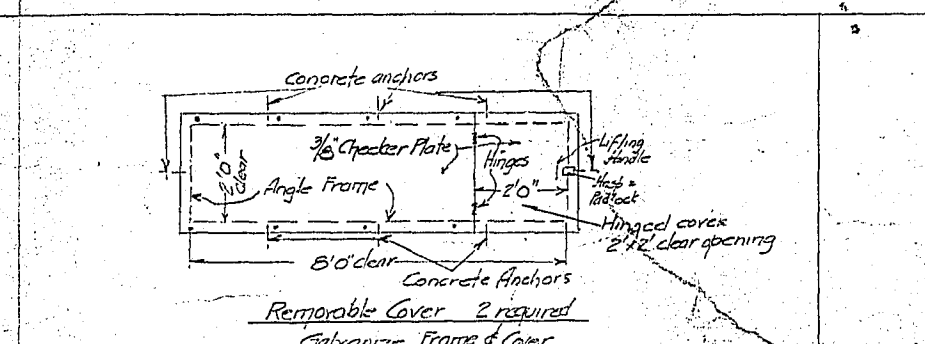 Concrete anchors
3/8" Checker Plate
Hinges
Lifting
Handle
2'0"
clear
Angle Frame
2'0"
Hasp &
Padlock
Hinged cover
2'x2' clear opening
8'0" clear
Concrete Anchors
Removable Cover 2 required
Galvanize Frame & Cover